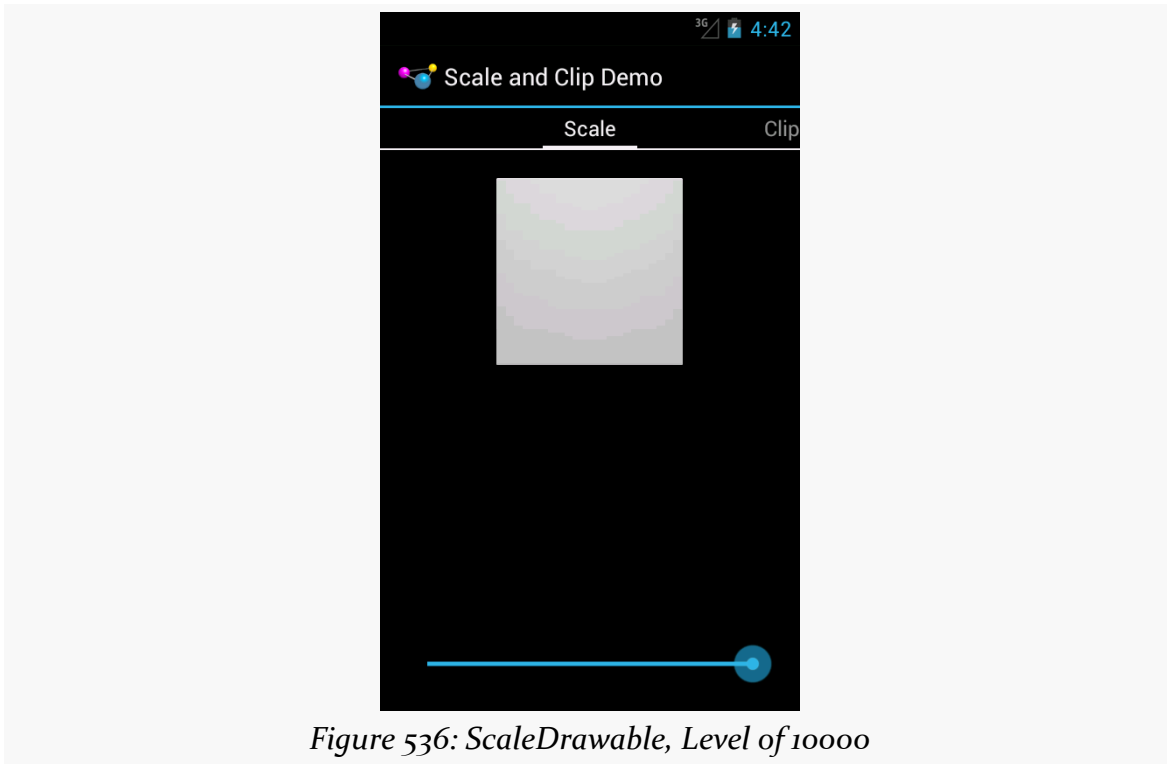 3G 4:42
Scale and Clip Demo
Scale Clip
Figure 536: ScaleDrawable, Level of 10000